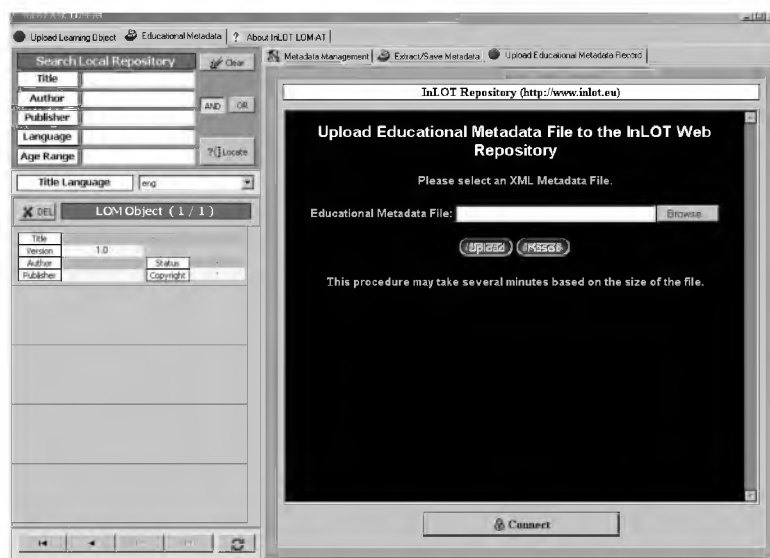 Upload Learning Object
Educational Metadata
? About InLOT LOM-AT
Search Local Repository
Clear
Title
Author
AND
OR
Publisher
Language
Age Range
?
Locate
Title Language
eng
X DEL
LOM Object ( 1 / 1 )
Title
Version
1.0
Author
Status
Publisher
Copyright
Metadata Management
Extract/Save Metadata
Upload Educational Metadata Record
InLOT Repository (http://www.inlot.eu)
Upload Educational Metadata File to the InLOT Web
Repository
Please select an XML Metadata File.
Educational Metadata File:
Browse...
Upload
Reset
This procedure may take several minutes based on the size of the file.
Connect